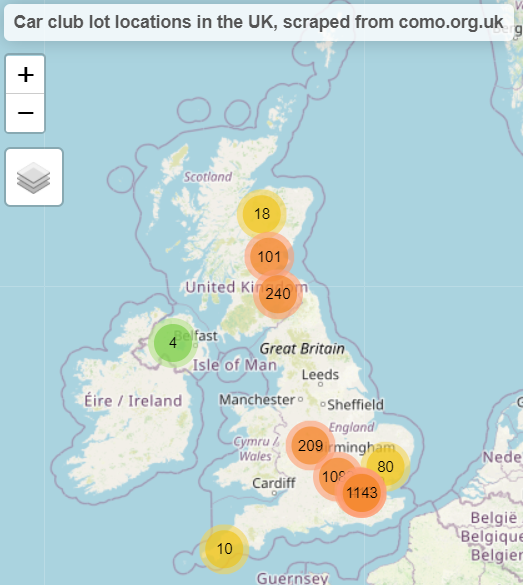 Car club lot locations in the UK, scraped from como.org.uk
+
−
Scotland
18
101
United Kingdom
240
4
Belfast
Great Britain
Isle of Man
Leeds
Éire / Ireland
Manchester
Sheffield
England
209
Birmingham
Cymru /
Wales
80
Cardiff
1143
10
Guernsey
Nede
België
Belgique
Belgien